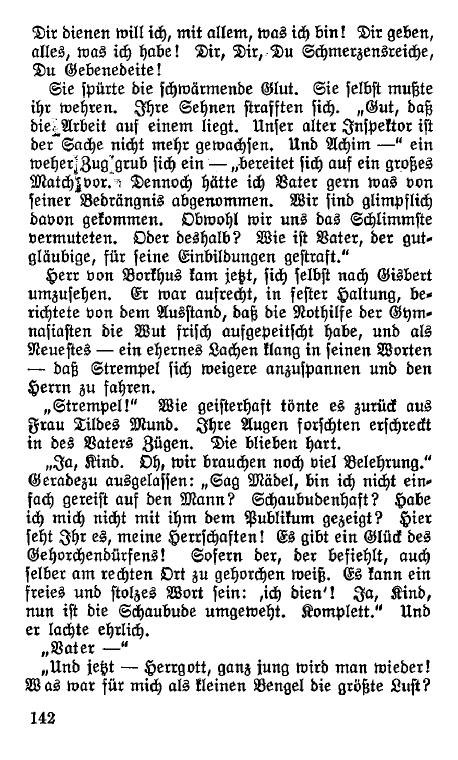 Dir dienen will ich, mit allem, was ich bin! Dir geben,
alles, was ich habe! Dir, Dir, Du Schmerzensreiche,
Du Gebenedeite!
Sie spürte die schwärmende Glut. Sie selbst mußte
ihr wehren. Ihre Sehnen strafften sich. „Gut, daß
die Arbeit auf einem liegt. Unser alter Inspektor ist
der Sache nicht mehr gewachsen. Und Achim —“ ein
weher Zug grub sich ein — „bereitet sich auf ein großes
Match vor. Dennoch hätte ich Vater gern was von
seiner Bedrängnis abgenommen. Wir sind glimpflich
davon gekommen. Obwohl wir uns das Schlimmste
vermuteten. Oder deshalb? Wie ist Vater, der gut-
gläubige, für seine Einbildungen gestraft.“
Herr von Borkhus kam jetzt, sich selbst nach Gisbert
umzusehen. Er war aufrecht, in fester Haltung, be-
richtete von dem Ausstand, daß die Nothilfe der Gym-
nasiasten die Wut frisch aufgepeitscht habe, und als
Neuestes — ein ehernes Lachen klang in seinen Worten
— daß Strempel sich weigere anzuspannen und den
Herrn zu fahren.
„Strempel!“ Wie geisterhaft tönte es zurück aus
Frau Tildes Mund. Ihre Augen forschten erschreckt
in des Vaters Zügen. Die blieben hart.
„Ja, Kind. Oh, wir brauchen noch viel Belehrung.“
Geradezu ausgelassen: „Sag Mädel, bin ich nicht ein-
fach gereist auf den Mann? Schaubudenhaft? Habe
ich mich nicht mit ihm dem Publikum gezeigt? Hier
seht Ihr es, meine Herrschaften! Es gibt ein Glück des
Gehorchendürfens! Sofern der, der befiehlt, auch
selber am rechten Ort zu gehorchen weiß. Es kann ein
freies und stolzes Wort sein: ‚ich dien’! Ja, Kind,
nun ist die Schaubude umgeweht. Komplett.“ Und
er lachte ehrlich.
„Vater —“
„Und jetzt — Herrgott, ganz jung wird man wieder!
Was war für mich als kleinen Bengel die größte Lust?
142